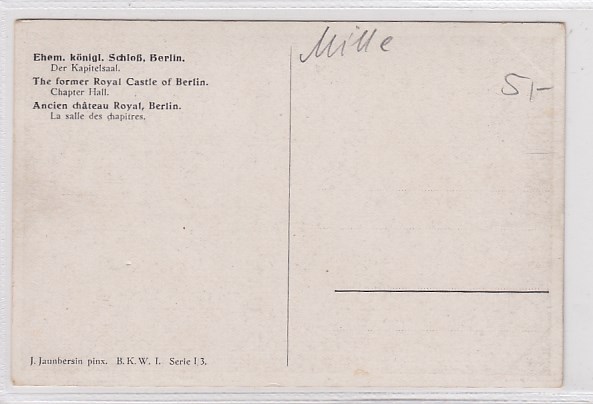 Ehem. königl. Schloß, Berlin.
Der Kapitelsaal.
The former Royal Castle of Berlin.
Chapter Hall.
Ancien château Royal, Berlin.
La salle des chapitres.
Mille
5,-
J. Jaunbersin pinx. B. K. W. I. Serie I 3.